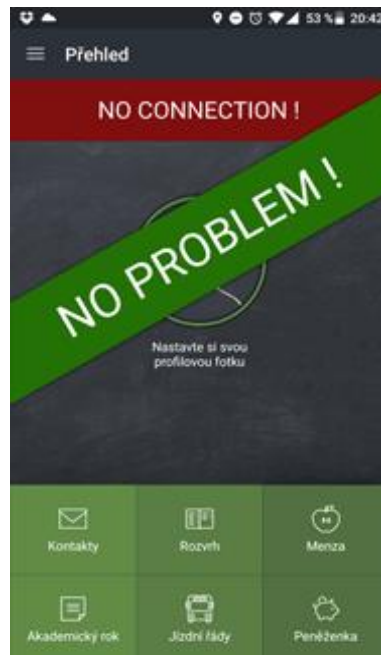 53 % 20:42
Přehled
NO CONNECTION !
NO PROBLEM !
Nastavte si svou
profilovou fotku
Kontakty
Rozvrh
Menza
Akademický rok
Jízdní řády
Peněženka